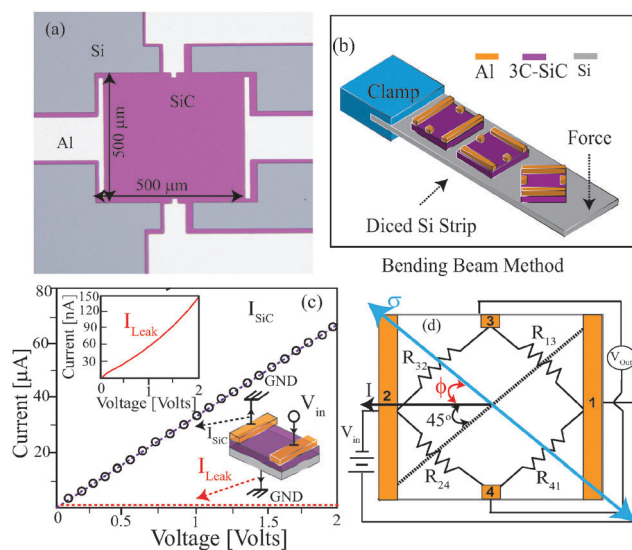 (a)
Si
SiC
Al
500 μm
500 μm
(b)
Al
3C-SiC
Si
Clamp
Force
Diced Si Strip
Bending Beam Method
(c)
Current [μA]
80
60
40
20
0
0.5
1
1.5
2
Voltage [Volts]
I_SiC
Current [nA]
150
120
90
60
30
0
1
2
Voltage [Volts]
I_Leak
GND
V_in
I_SiC
I_Leak
GND
(d)
σ
3
R_13
R_32
V_Out
ϕ
I
2
1
45°
V_in
R_24
R_41
4